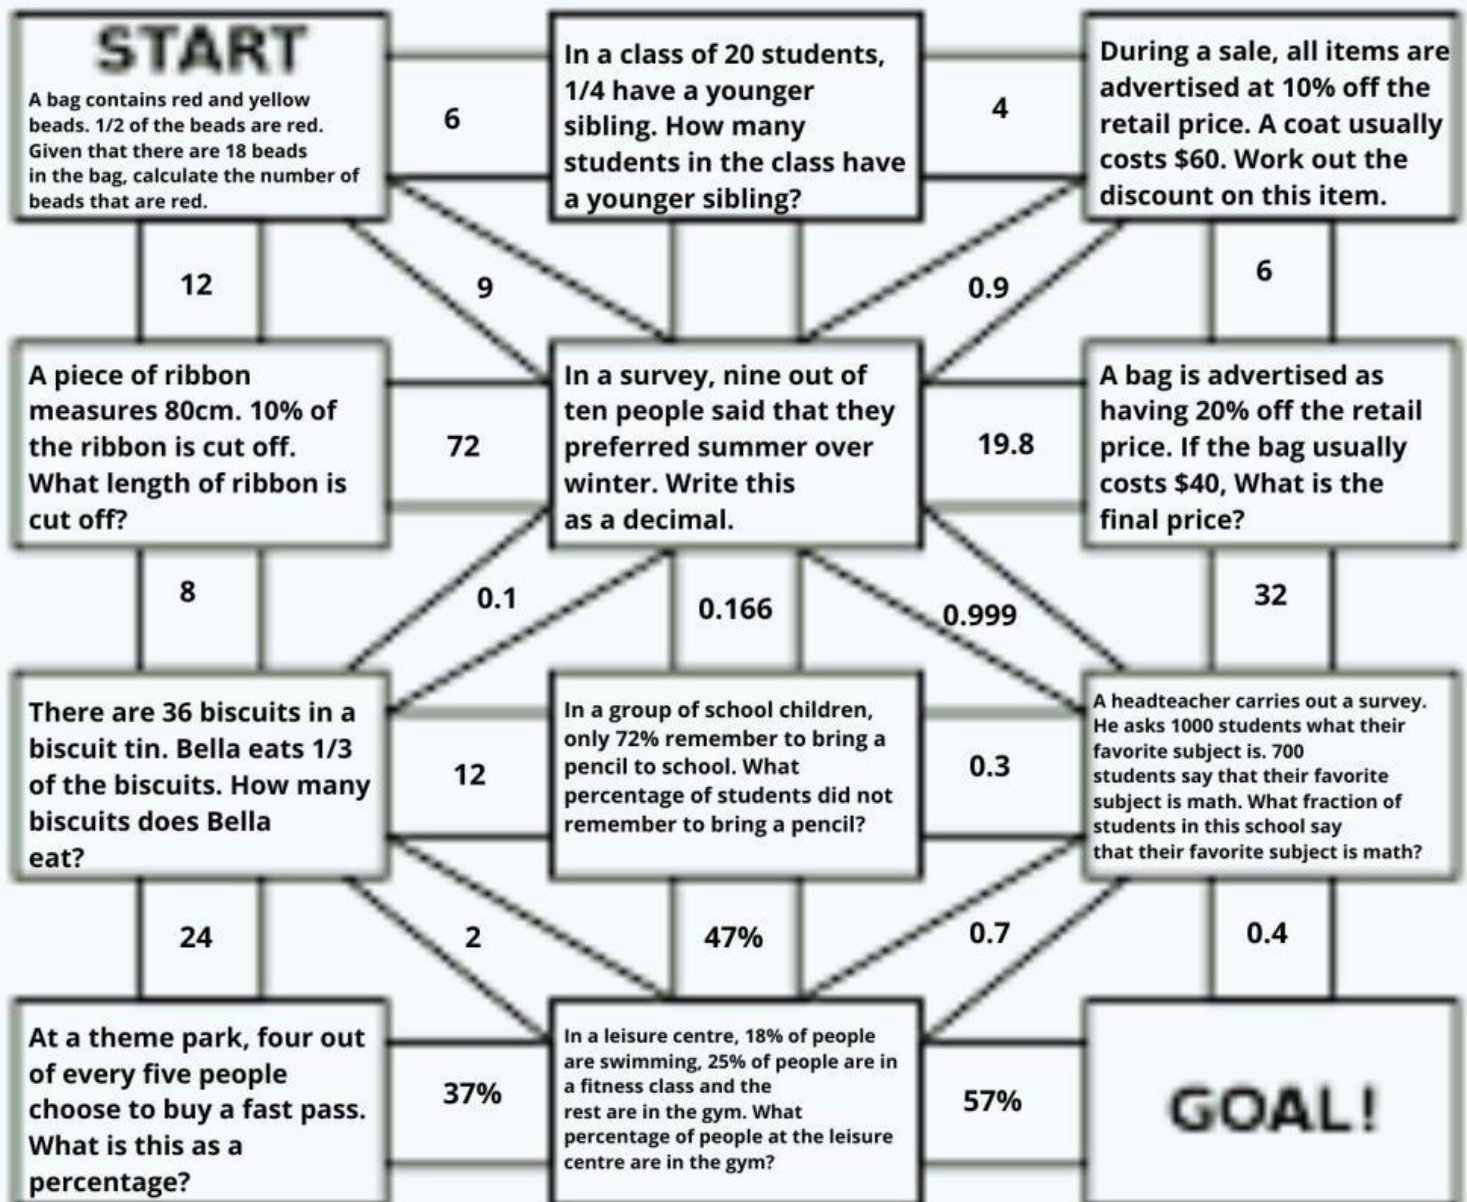 START
A bag contains red and yellow
beads. 1/2 of the beads are red.
Given that there are 18 beads
in the bag, calculate the number of
beads that are red.
6
In a class of 20 students,
1/4 have a younger
sibling. How many
students in the class have
a younger sibling?
4
During a sale, all items are
advertised at 10% off the
retail price. A coat usually
costs $60. Work out the
discount on this item.
12
9
0.9
6
A piece of ribbon
measures 80cm. 10% of
the ribbon is cut off.
What length of ribbon is
cut off?
72
In a survey, nine out of
ten people said that they
preferred summer over
winter. Write this
as a decimal.
19.8
A bag is advertised as
having 20% off the retail
price. If the bag usually
costs $40, What is the
final price?
8
0.1
0.166
0.999
32
There are 36 biscuits in a
biscuit tin. Bella eats 1/3
of the biscuits. How many
biscuits does Bella
eat?
12
In a group of school children,
only 72% remember to bring a
pencil to school. What
percentage of students did not
remember to bring a pencil?
0.3
A headteacher carries out a survey.
He asks 1000 students what their
favorite subject is. 700
students say that their favorite
subject is math. What fraction of
students in this school say
that their favorite subject is math?
24
2
47%
0.7
0.4
At a theme park, four out
of every five people
choose to buy a fast pass.
What is this as a
percentage?
37%
In a leisure centre, 18% of people
are swimming, 25% of people are in
a fitness class and the
rest are in the gym. What
percentage of people at the leisure
centre are in the gym?
57%
GOAL!